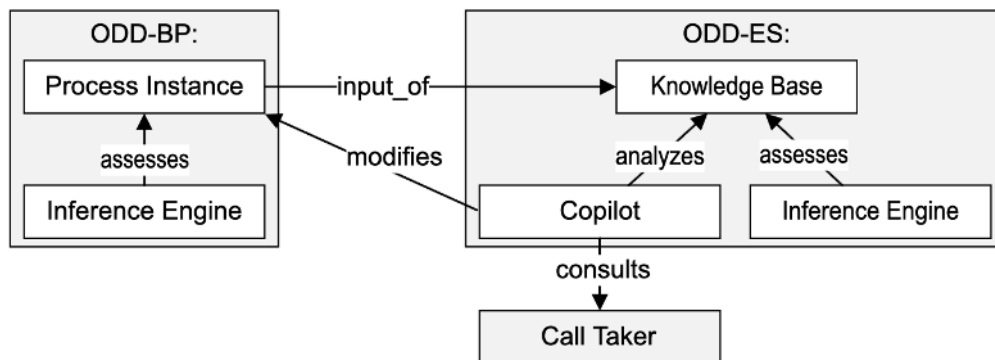 ODD-BP:
ODD-ES:
Process Instance
input_of
Knowledge Base
assesses
modifies
analyzes
assesses
Inference Engine
Copilot
Inference Engine
consults
Call Taker